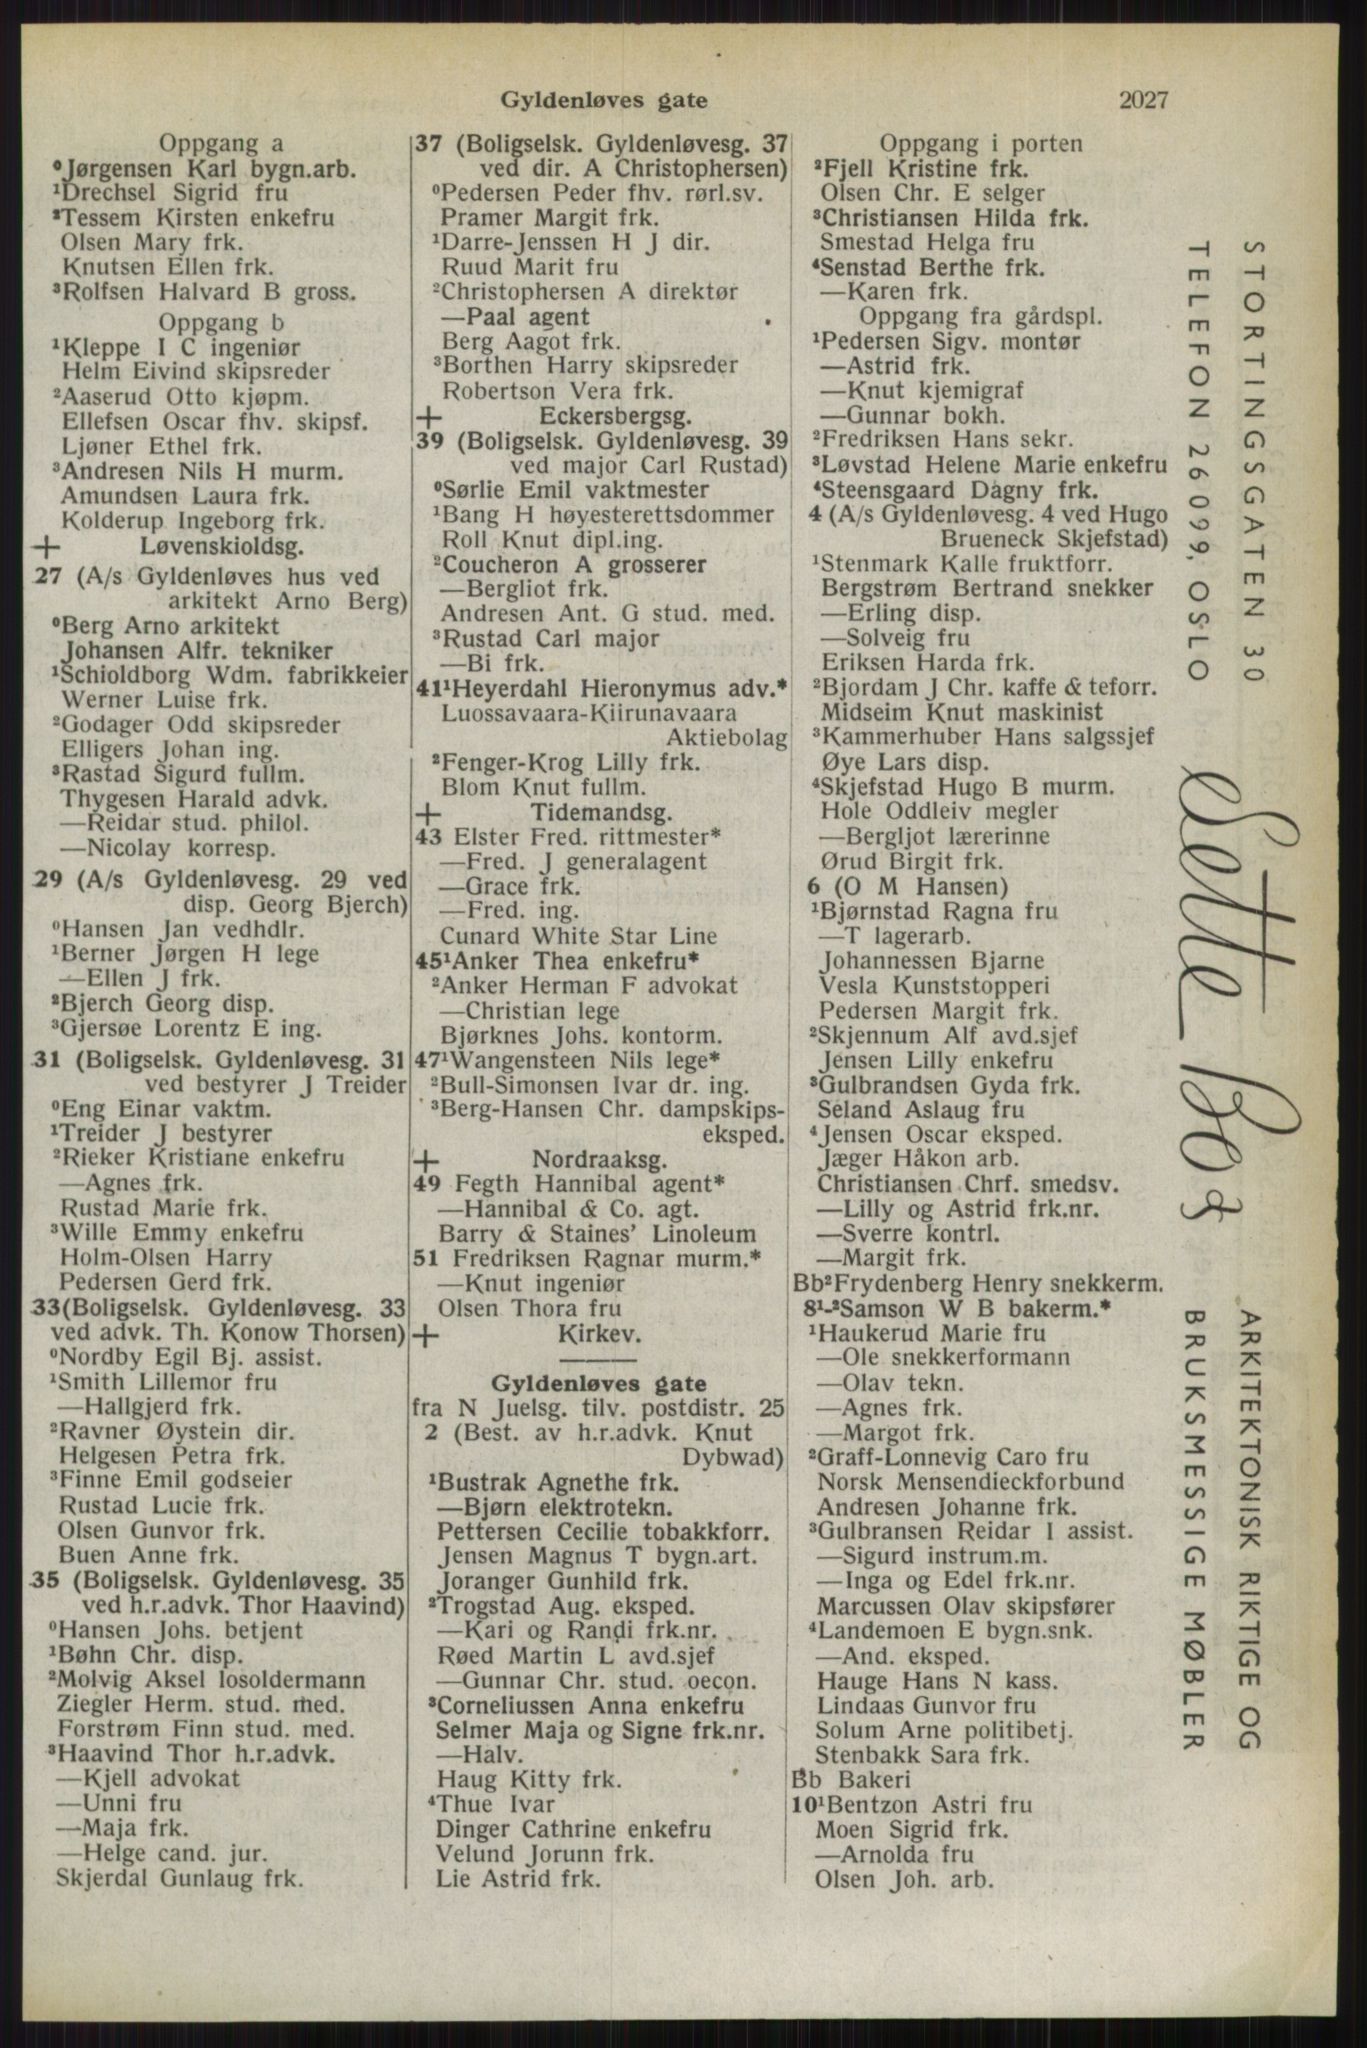 Gyldenløves gate
2027
Oppgang a
⁰Jørgensen Karl bygn.arb.
¹Drechsel Sigrid fru
²Tessem Kirsten enkefru
Olsen Mary frk.
Knutsen Ellen frk.
³Rolfsen Halvard B gross.
Oppgang b
¹Kleppe I C ingeniør
Helm Eivind skipsreder
²Aaserud Otto kjøpm.
Ellefsen Oscar fhv. skipsf.
Ljøner Ethel frk.
³Andresen Nils H murm.
Amundsen Laura frk.
Kolderup Ingeborg frk.
+ Løvenskioldsg.
27 (A/s Gyldenløves hus ved
arkitekt Arno Berg)
⁰Berg Arno arkitekt
Johansen Alfr. tekniker
¹Schioldborg Wdm. fabrikkeier
Werner Luise frk.
²Godager Odd skipsreder
Elligers Johan ing.
³Rastad Sigurd fullm.
Thygesen Harald advk.
—Reidar stud. philol.
—Nicolay korresp.
29 (A/s Gyldenløvesg. 29 ved
disp. Georg Bjerch)
⁰Hansen Jan vedhdlr.
¹Berner Jørgen H lege
—Ellen J frk.
²Bjerch Georg disp.
³Gjersøe Lorentz E ing.
31 (Boligselsk. Gyldenløvesg. 31
ved bestyrer J Treider
⁰Eng Einar vaktm.
¹Treider J bestyrer
²Rieker Kristiane enkefru
—Agnes frk.
Rustad Marie frk.
³Wille Emmy enkefru
Holm-Olsen Harry
Pedersen Gerd frk.
33(Boligselsk. Gyldenløvesg. 33
ved advk. Th. Konow Thorsen)
⁰Nordby Egil Bj. assist.
¹Smith Lillemor fru
—Hallgjerd frk.
²Ravner Øystein dir.
Helgesen Petra frk.
³Finne Emil godseier
Rustad Lucie frk.
Olsen Gunvor frk.
Buen Anne frk.
35 (Boligselsk. Gyldenløvesg. 35
ved h.r.advk. Thor Haavind)
⁰Hansen Johs. betjent
¹Bøhn Chr. disp.
²Molvig Aksel losoldermann
Ziegler Herm. stud. med.
Forstrøm Finn stud. med.
³Haavind Thor h.r.advk.
—Kjell advokat
—Unni fru
—Maja frk.
—Helge cand. jur.
Skjerdal Gunlaug frk.
37 (Boligselsk. Gyldenløvesg. 37
ved dir. A Christophersen)
⁰Pedersen Peder fhv. rørl.sv.
Pramer Margit frk.
¹Darre-Jenssen H J dir.
Ruud Marit fru
²Christophersen A direktør
—Paal agent
Berg Aagot frk.
³Borthen Harry skipsreder
Robertson Vera frk.
+ Eckersbergsg.
39 (Boligselsk. Gyldenløvesg. 39
ved major Carl Rustad)
⁰Sørlie Emil vaktmester
¹Bang H høyesterettsdommer
Roll Knut dipl.ing.
²Coucheron A grosserer
—Bergliot frk.
Andresen Ant. G stud. med.
³Rustad Carl major
—Bi frk.
41¹Heyerdahl Hieronymus adv.*
Luossavaara-Kiirunavaara
Aktiebolag
²Fenger-Krog Lilly frk.
Blom Knut fullm.
+ Tidemandsg.
43 Elster Fred. rittmester*
—Fred. J generalagent
—Grace frk.
—Fred. ing.
Cunard White Star Line
45¹Anker Thea enkefru*
²Anker Herman F advokat
—Christian lege
Bjørknes Johs. kontorm.
47¹Wangensteen Nils lege*
²Bull-Simonsen Ivar dr. ing.
³Berg-Hansen Chr. dampskips-
eksped.
+ Nordraaksg.
49 Fegth Hannibal agent*
—Hannibal & Co. agt.
Barry & Staines' Linoleum
51 Fredriksen Ragnar murm.*
—Knut ingeniør
Olsen Thora fru
+ Kirkev.
Gyldenløves gate
fra N Juelsg. tilv. postdistr. 25
2 (Best. av h.r.advk. Knut
Dybwad)
¹Bustrak Agnethe frk.
—Bjørn elektrotekn.
Pettersen Cecilie tobakkforr.
Jensen Magnus T bygn.art.
Joranger Gunhild frk.
²Trogstad Aug. eksped.
—Kari og Randi frk.nr.
Røed Martin L avd.sjef
—Gunnar Chr. stud. oecon.
³Corneliussen Anna enkefru
Selmer Maja og Signe frk.nr.
—Halv.
Haug Kitty frk.
⁴Thue Ivar
Dinger Cathrine enkefru
Velund Jorunn frk.
Lie Astrid frk.
Oppgang i porten
²Fjell Kristine frk.
Olsen Chr. E selger
³Christiansen Hilda frk.
Smestad Helga fru
⁴Senstad Berthe frk.
—Karen frk.
Oppgang fra gårdspl.
¹Pedersen Sigv. montør
—Astrid frk.
—Knut kjemigraf
—Gunnar bokh.
²Fredriksen Hans sekr.
³Løvstad Helene Marie enkefru
⁴Steensgaard Dagny frk.
4 (A/s Gyldenløvesg. 4 ved Hugo
Brueneck Skjefstad)
¹Stenmark Kalle fruktforr.
Bergstrøm Bertrand snekker
—Erling disp.
—Solveig fru
Eriksen Harda frk.
²Bjordam J Chr. kaffe & teforr.
Midseim Knut maskinist
³Kammerhuber Hans salgssjef
Øye Lars disp.
⁴Skjefstad Hugo B murm.
Hole Oddleiv megler
—Bergljot lærerinne
Ørud Birgit frk.
6 (O M Hansen)
¹Bjørnstad Ragna fru
—T lagerarb.
Johannessen Bjarne
Vesla Kunststopperi
Pedersen Margit frk.
²Skjennum Alf avd.sjef
Jensen Lilly enkefru
³Gulbrandsen Gyda frk.
Seland Aslaug fru
⁴Jensen Oscar eksped.
Jæger Håkon arb.
Christiansen Chrf. smedsv.
—Lilly og Astrid frk.nr.
—Sverre kontrl.
—Margit frk.
Bb²Frydenberg Henry snekkerm.
8¹-²Samson W B bakerm.*
¹Haukerud Marie fru
—Ole snekkerformann
—Olav tekn.
—Agnes frk.
—Margot frk.
²Graff-Lonnevig Caro fru
Norsk Mensendieckforbund
Andresen Johanne frk.
³Gulbransen Reidar I assist.
—Sigurd instrum.m.
—Inga og Edel frk.nr.
Marcussen Olav skipsfører
⁴Landemoen E bygn.snk.
—And. eksped.
Hauge Hans N kass.
Lindaas Gunvor fru
Solum Arne politibetj.
Stenbakk Sara frk.
Bb Bakeri
10¹Bentzon Astri fru
Moen Sigrid frk.
—Arnolda fru
Olsen Joh. arb.
STORTINGSGATEN 30
TELEFON 26099, OSLO
Sette Bo?
ARKITEKTONISK RIKTIGE OG
BRUKSMESSIGE MØBLER